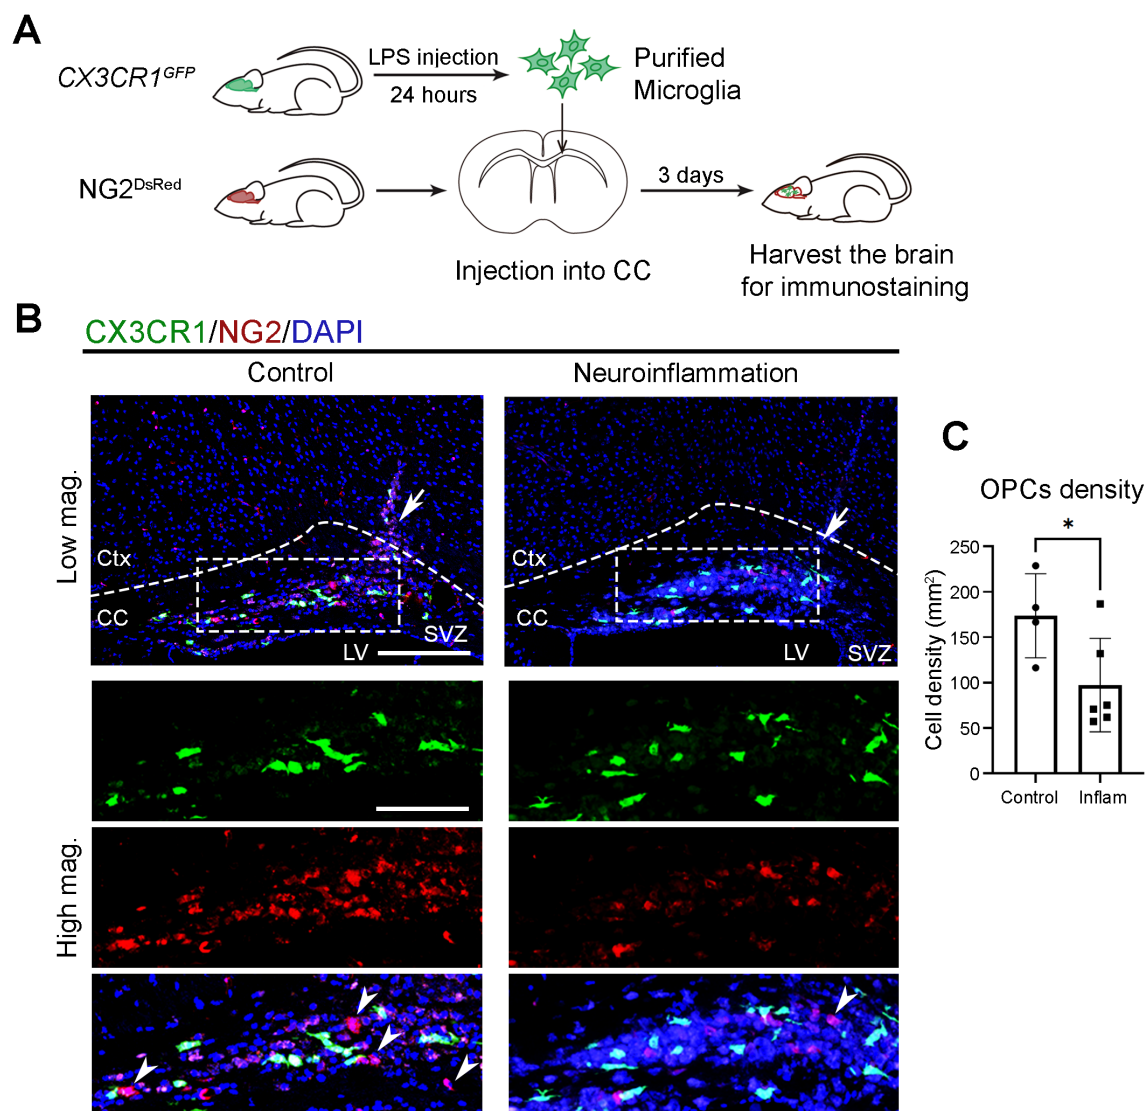 A
CX3CR1GFP
LPS injection
24 hours
Purified
Microglia
NG2DsRed
3 days
Injection into CC
Harvest the brain
for immunostaining
B
CX3CR1/NG2/DAPI
Control
Neuroinflammation
Low mag.
Ctx
CC
LV
SVZ
Ctx
CC
LV
SVZ
High mag.
C
OPCs density
*
Cell density (mm2)
250
200
150
100
50
0
Control
Inflam